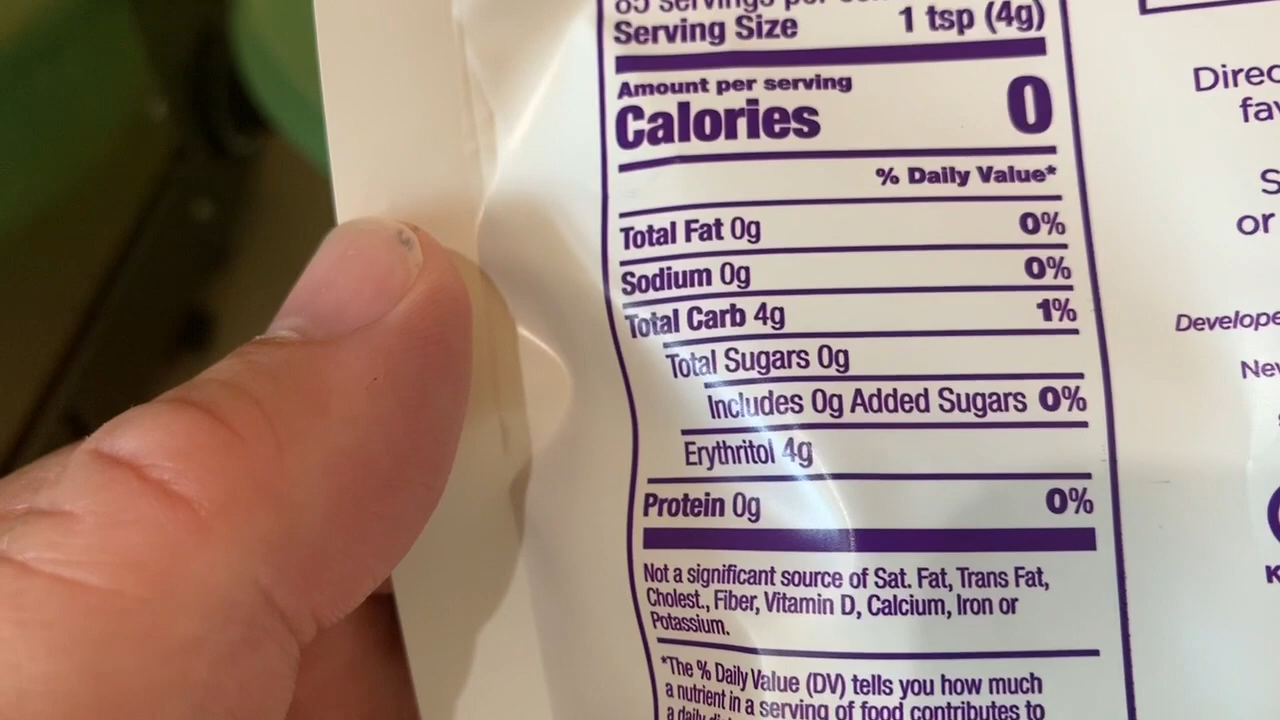 85 servings per
Serving Size 1 tsp (4g)
Amount per serving
Calories 0
% Daily Value*
Total Fat 0g 0%
Sodium 0g 0%
Total Carb 4g 1%
Total Sugars 0g
Includes 0g Added Sugars 0%
Erythritol 4g
Protein 0g 0%
Not a significant source of Sat. Fat, Trans Fat,
Cholest., Fiber, Vitamin D, Calcium, Iron or
Potassium.
*The % Daily Value (DV) tells you how much
a nutrient in a serving of food contributes to
a daily
Direc
fav
S
or
Develope
New
K